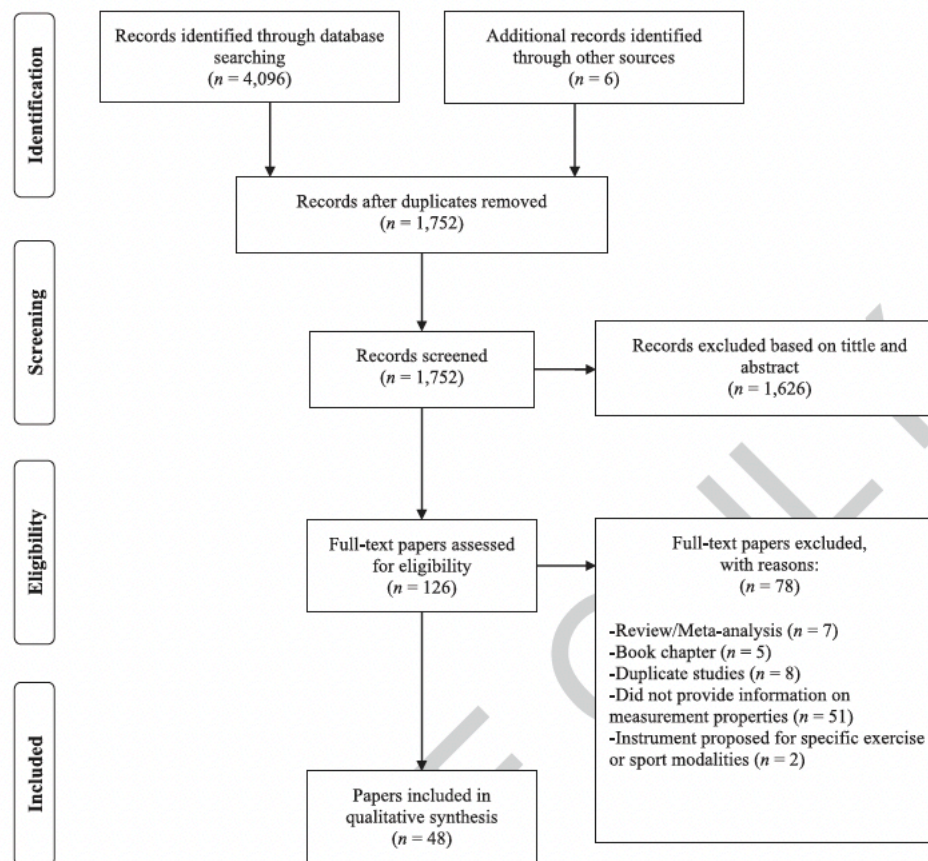 Identification
Records identified through database
searching
(n = 4,096)
Additional records identified
through other sources
(n = 6)
Records after duplicates removed
(n = 1,752)
Screening
Records screened
(n = 1,752)
Records excluded based on tittle and
abstract
(n = 1,626)
Eligibility
Full-text papers assessed
for eligibility
(n = 126)
Full-text papers excluded,
with reasons:
(n = 78)
-Review/Meta-analysis (n = 7)
-Book chapter (n = 5)
-Duplicate studies (n = 8)
-Did not provide information on
measurement properties (n = 51)
-Instrument proposed for specific exercise
or sport modalities (n = 2)
Included
Papers included in
qualitative synthesis
(n = 48)